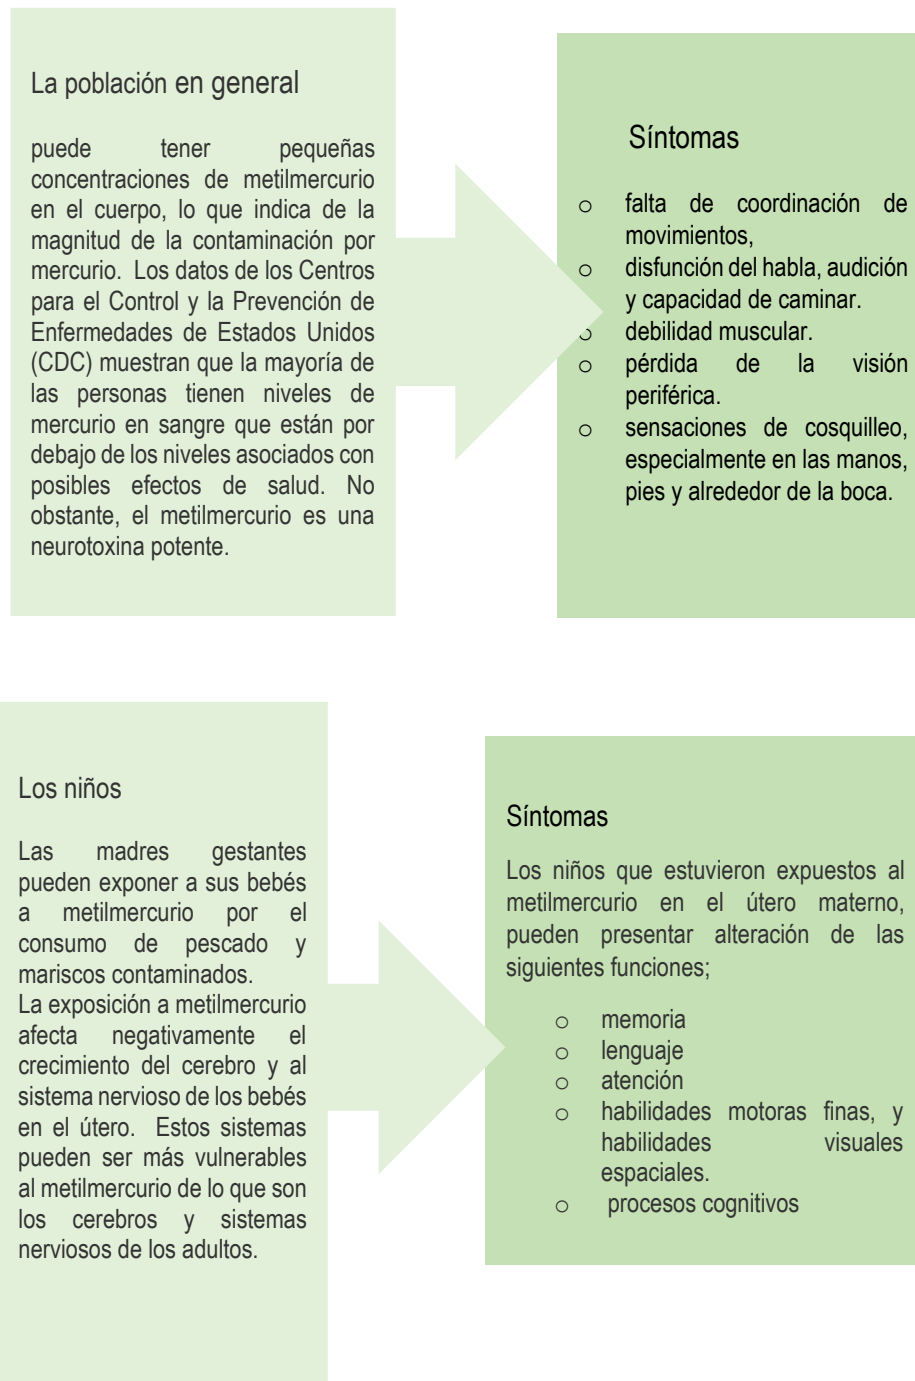 La población en general
puede tener pequeñas
concentraciones de metilmercurio
en el cuerpo, lo que indica de la
magnitud de la contaminación por
mercurio. Los datos de los Centros
para el Control y la Prevención de
Enfermedades de Estados Unidos
(CDC) muestran que la mayoría de
las personas tienen niveles de
mercurio en sangre que están por
debajo de los niveles asociados con
posibles efectos de salud. No
obstante, el metilmercurio es una
neurotoxina potente.
Síntomas
o falta de coordinación de
movimientos,
o disfunción del habla, audición
y capacidad de caminar.
o debilidad muscular.
o pérdida de la visión
periférica.
o sensaciones de cosquilleo,
especialmente en las manos,
pies y alrededor de la boca.
Los niños
Las madres gestantes
pueden exponer a sus bebés
a metilmercurio por el
consumo de pescado y
mariscos contaminados.
La exposición a metilmercurio
afecta negativamente el
crecimiento del cerebro y al
sistema nervioso de los bebés
en el útero. Estos sistemas
pueden ser más vulnerables
al metilmercurio de lo que son
los cerebros y sistemas
nerviosos de los adultos.
Síntomas
Los niños que estuvieron expuestos al
metilmercurio en el útero materno,
pueden presentar alteración de las
siguientes funciones;
o memoria
o lenguaje
o atención
o habilidades motoras finas, y
habilidades visuales
espaciales.
o procesos cognitivos